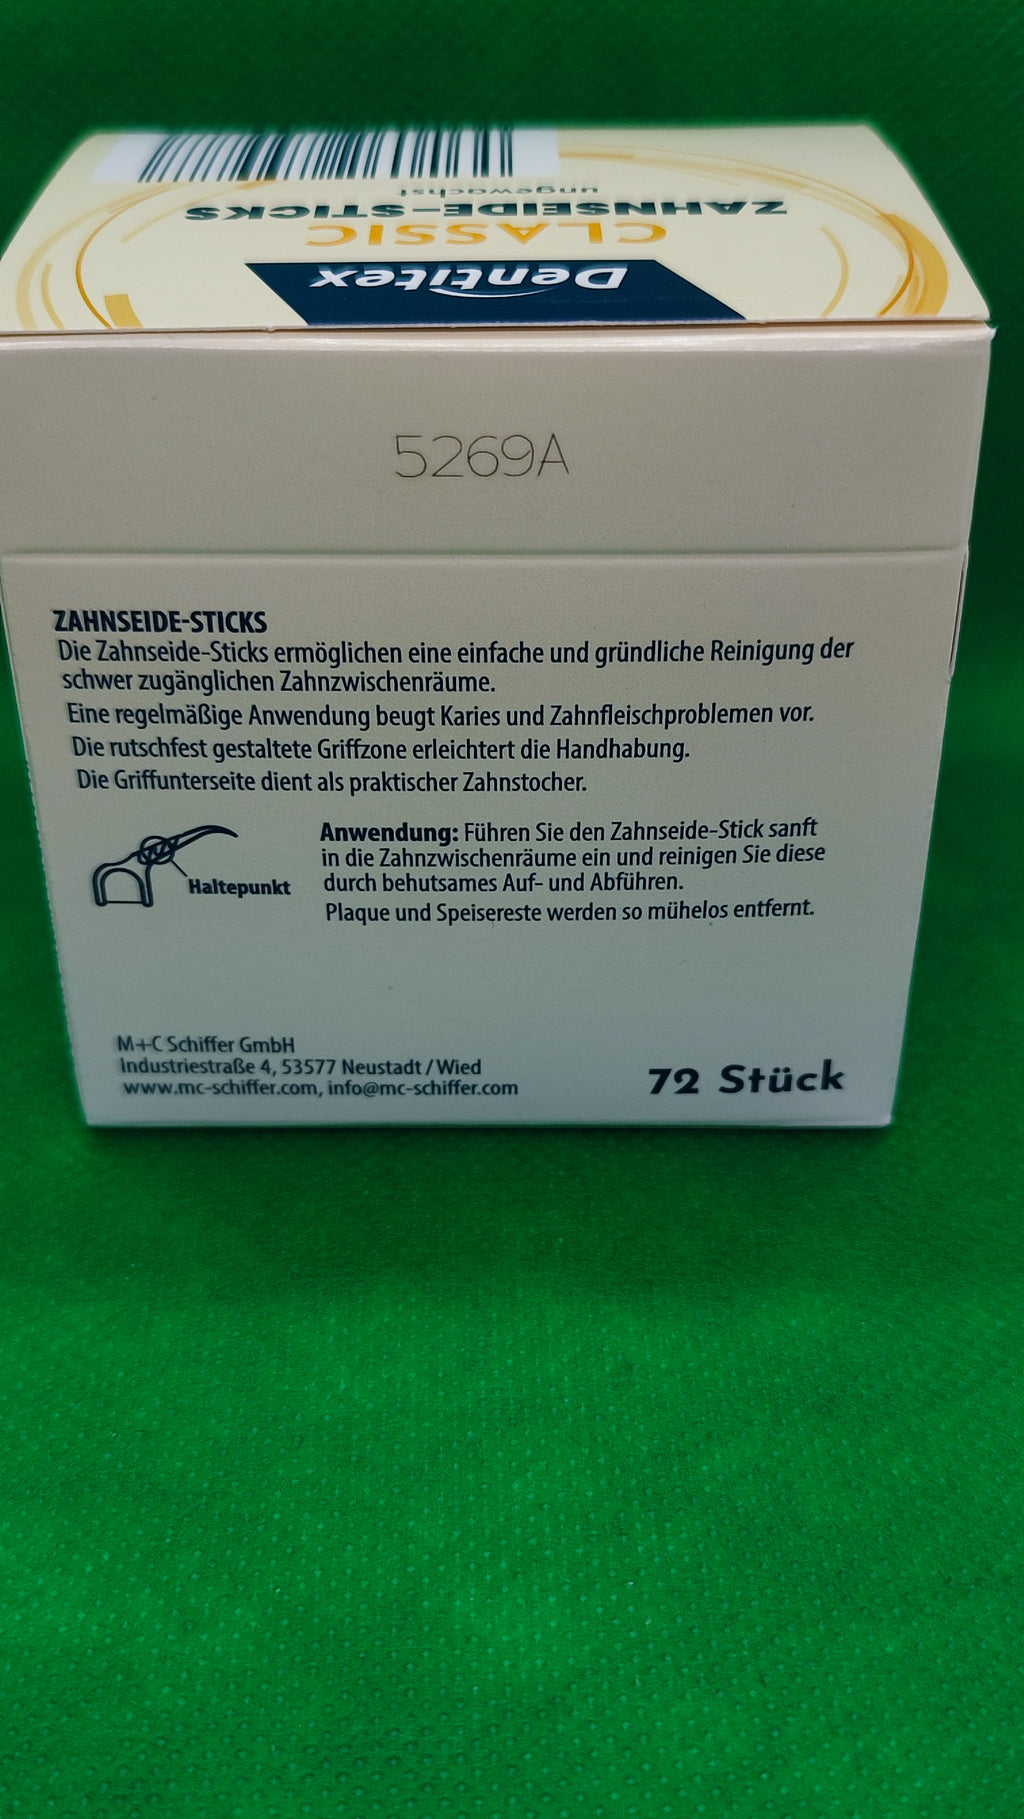 ungewachst
ZAHNSEIDE-STICKS
CLASSIC
Dentitex
5269A
ZAHNSEIDE-STICKS
Die Zahnseide-Sticks ermöglichen eine einfache und gründliche Reinigung der
schwer zugänglichen Zahnzwischenräume.
Eine regelmäßige Anwendung beugt Karies und Zahnfleischproblemen vor.
Die rutschfest gestaltete Griffzone erleichtert die Handhabung.
Die Griffunterseite dient als praktischer Zahnstocher.
Haltepunkt
Anwendung: Führen Sie den Zahnseide-Stick sanft
in die Zahnzwischenräume ein und reinigen Sie diese
durch behutsames Auf- und Abführen.
Plaque und Speisereste werden so mühelos entfernt.
M+C Schiffer GmbH
Industriestraße 4, 53577 Neustadt / Wied
www.mc-schiffer.com, info@mc-schiffer.com
72 Stück